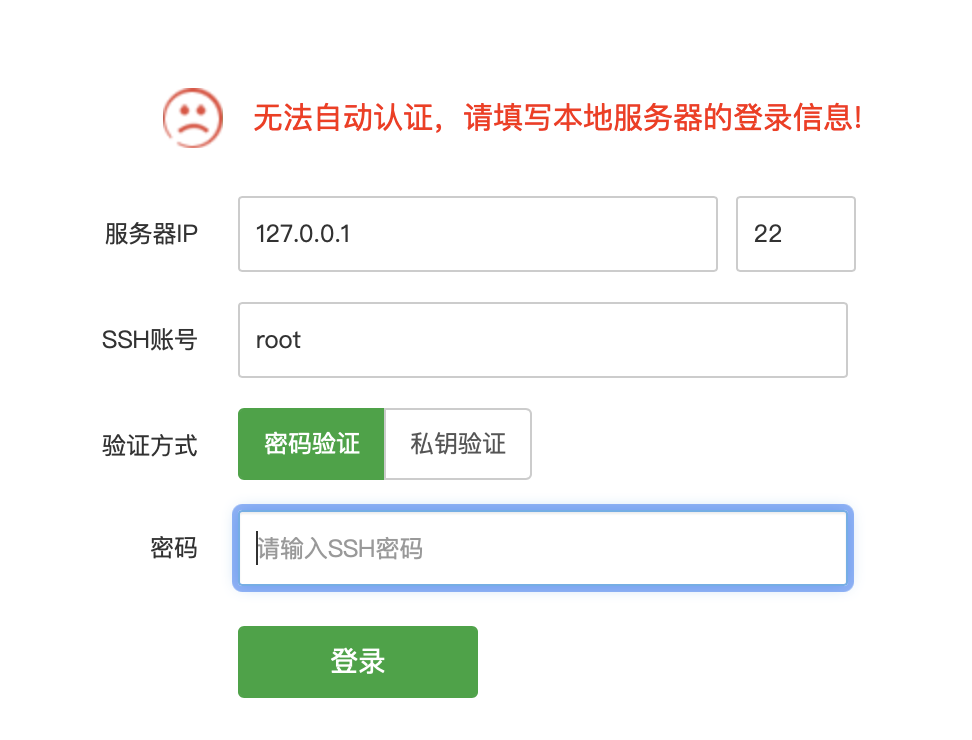 无法自动认证，请填写本地服务器的登录信息!
服务器IP 127.0.0.1 22
SSH账号 root
验证方式 密码验证 私钥验证
密码 请输入SSH密码
登录